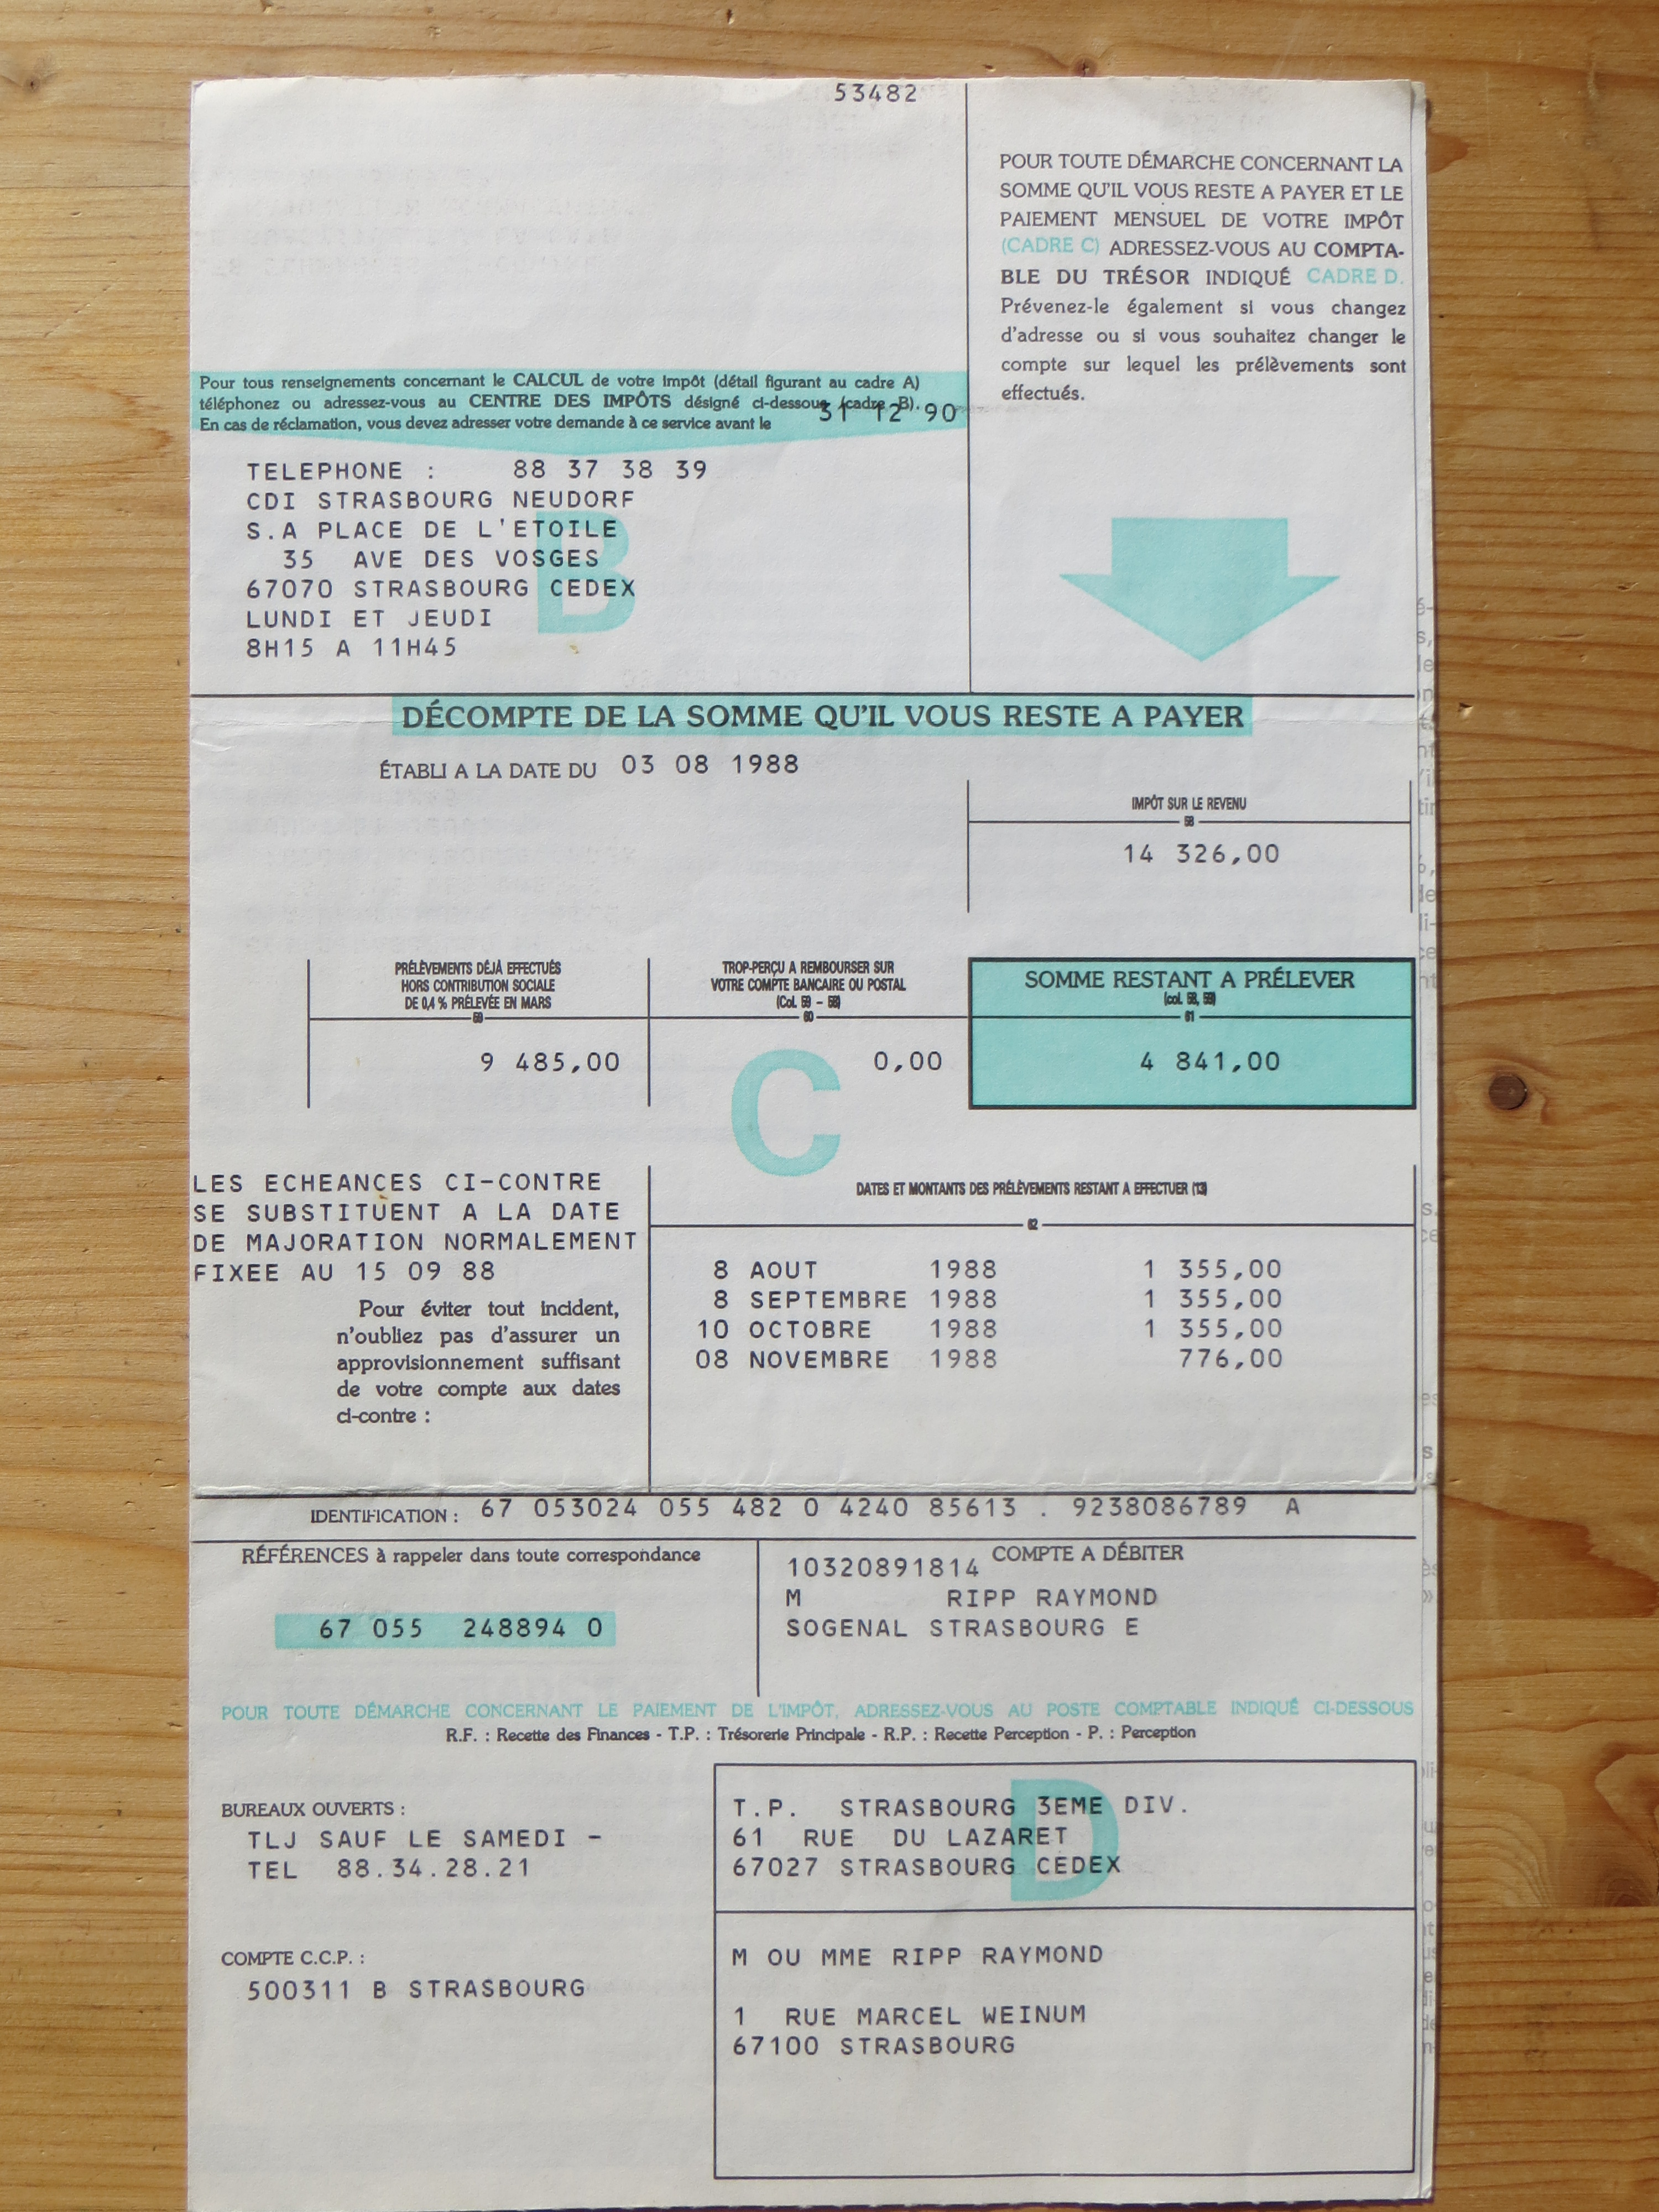 53482
POUR TOUTE DÉMARCHE CONCERNANT LA
SOMME QU'IL VOUS RESTE A PAYER ET LE
PAIEMENT MENSUEL DE VOTRE IMPÔT
(CADRE C) ADRESSEZ-VOUS AU COMPTA-
BLE DU TRÉSOR INDIQUÉ CADRE D.
Prévenez-le également si vous changez
d'adresse ou si vous souhaitez changer le
compte sur lequel les prélèvements sont
effectués.
Pour tous renseignements concernant le CALCUL de votre impôt (détail figurant au cadre A)
téléphonez ou adressez-vous au CENTRE DES IMPÔTS désigné ci-dessous (cadre B).
En cas de réclamation, vous devez adresser votre demande à ce service avant le 31 12 90
TELEPHONE : 88 37 38 39
CDI STRASBOURG NEUDORF
S.A PLACE DE L'ETOILE
35 AVE DES VOSGES
67070 STRASBOURG CEDEX
LUNDI ET JEUDI
8H15 A 11H45
B
DÉCOMPTE DE LA SOMME QU'IL VOUS RESTE A PAYER
ÉTABLI A LA DATE DU 03 08 1988
IMPÔT SUR LE REVENU
58
14 326,00
PRÉLÈVEMENTS DÉJÀ EFFECTUÉS
HORS CONTRIBUTION SOCIALE
DE 0,4 % PRÉLEVÉE EN MARS
59
9 485,00
TROP-PERÇU A REMBOURSER SUR
VOTRE COMPTE BANCAIRE OU POSTAL
(Col. 59 - 58)
60
0,00
SOMME RESTANT A PRÉLEVER
(col. 58, 59)
61
4 841,00
C
LES ECHEANCES CI-CONTRE
SE SUBSTITUENT A LA DATE
DE MAJORATION NORMALEMENT
FIXEE AU 15 09 88
Pour éviter tout incident,
n'oubliez pas d'assurer un
approvisionnement suffisant
de votre compte aux dates
ci-contre :
DATES ET MONTANTS DES PRÉLÈVEMENTS RESTANT A EFFECTUER (13)
62
8 AOUT 1988 1 355,00
8 SEPTEMBRE 1988 1 355,00
10 OCTOBRE 1988 1 355,00
08 NOVEMBRE 1988 776,00
IDENTIFICATION : 67 053024 055 482 0 4240 85613 . 9238086789 A
RÉFÉRENCES à rappeler dans toute correspondance
67 055 248894 0
COMPTE A DÉBITER
10320891814
M RIPP RAYMOND
SOGENAL STRASBOURG E
POUR TOUTE DÉMARCHE CONCERNANT LE PAIEMENT DE L'IMPÔT, ADRESSEZ-VOUS AU POSTE COMPTABLE INDIQUÉ CI-DESSOUS
R.F. : Recette des Finances - T.P. : Trésorerie Principale - R.P. : Recette Perception - P. : Perception
BUREAUX OUVERTS :
TLJ SAUF LE SAMEDI -
TEL 88.34.28.21
COMPTE C.C.P. :
500311 B STRASBOURG
D
T.P. STRASBOURG 3EME DIV.
61 RUE DU LAZARET
67027 STRASBOURG CEDEX
M OU MME RIPP RAYMOND
1 RUE MARCEL WEINUM
67100 STRASBOURG